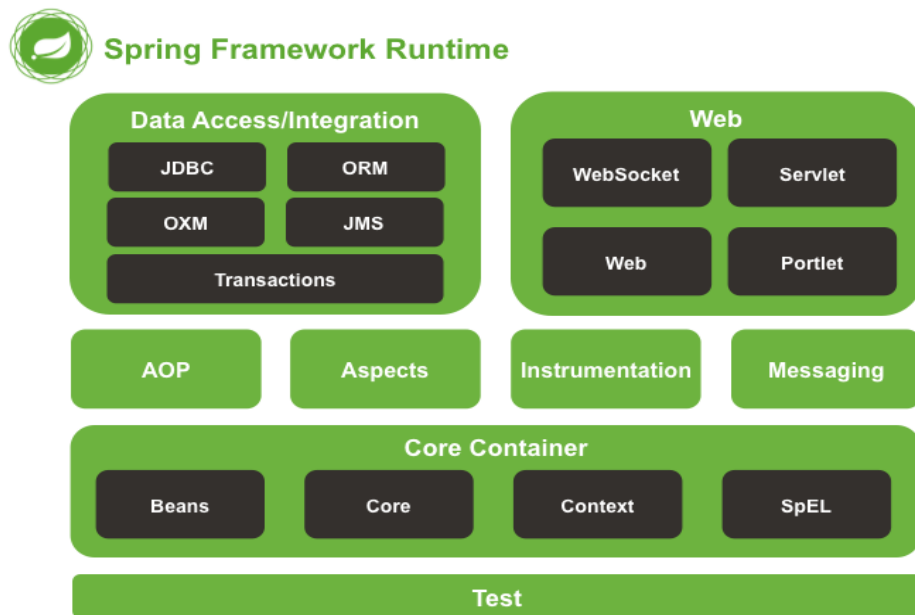 Spring Framework Runtime
Data Access/Integration
JDBC
ORM
OXM
JMS
Transactions
Web
WebSocket
Servlet
Web
Portlet
AOP
Aspects
Instrumentation
Messaging
Core Container
Beans
Core
Context
SpEL
Test